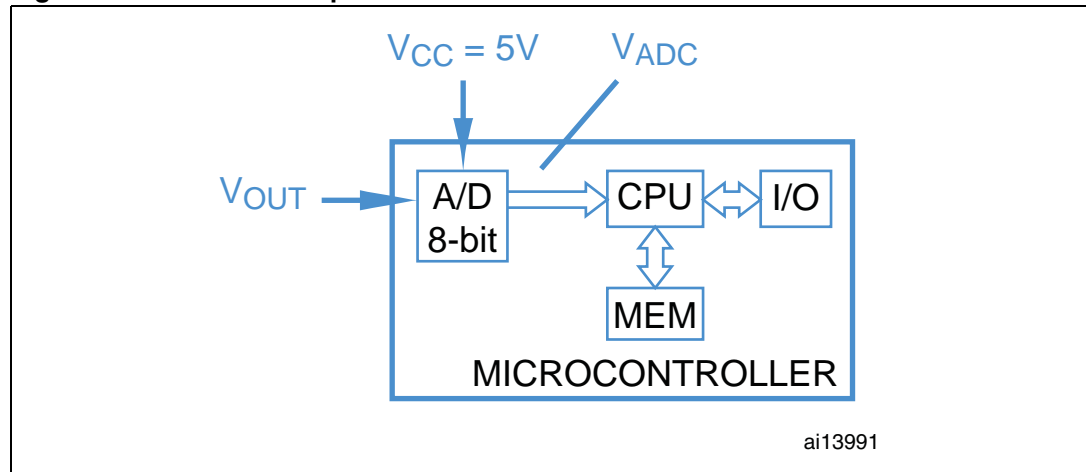 VCC = 5V
VADC
VOUT
A/D
8-bit
CPU
I/O
MEM
MICROCONTROLLER
ai13991